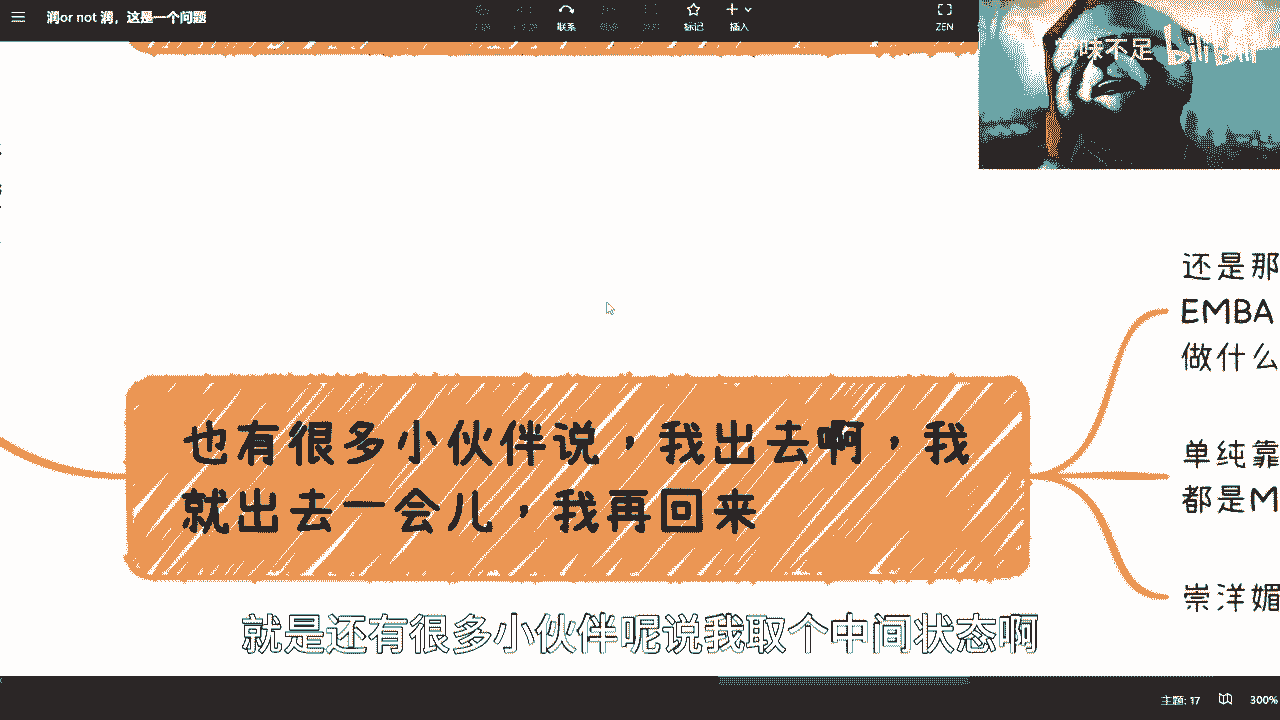 润or not 润，这是一个问题
联系
标记
插入
ZEN
味不足 bilibili
还是那
EMBA
做什么
也有很多小伙伴说，我出去啊，我
就出去一会儿，我再回来
单纯靠
都是M
崇洋媚
就是还有很多小伙伴呢说我取个中间状态啊
主题: 17
300%